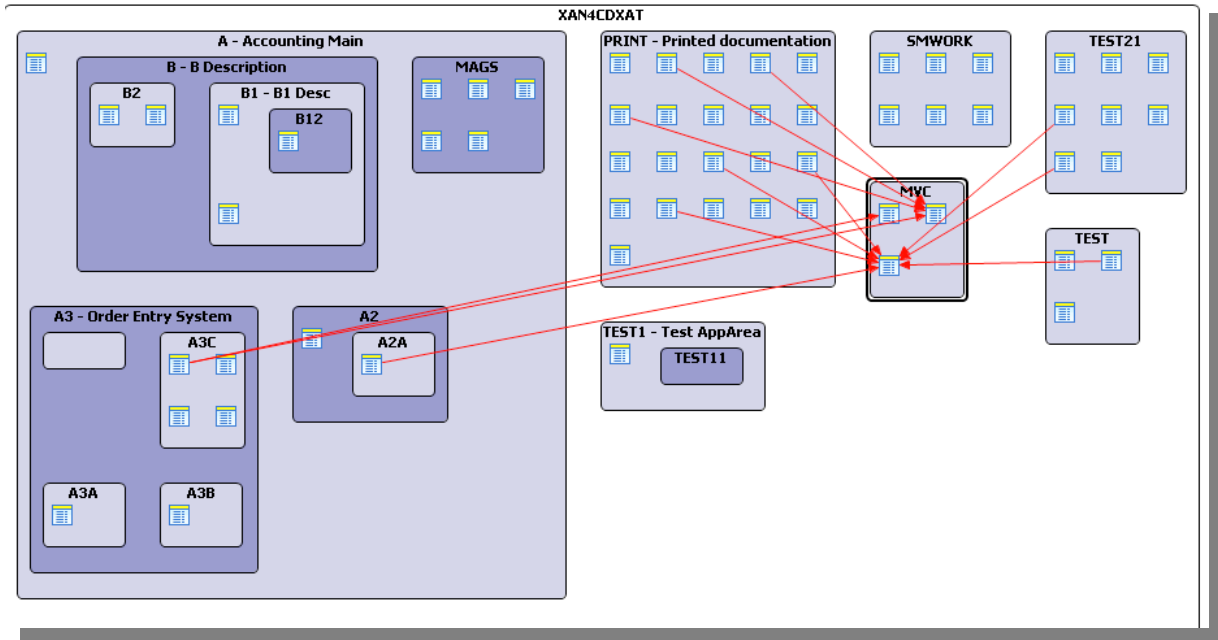 XAN4CDXAT
A - Accounting Main
PRINT - Printed documentation
SMWORK
TEST21
B - B Description
MAGS
B2
B1 - B1 Desc
B12
MVC
TEST
A3 - Order Entry System
A2
TEST1 - Test AppArea
A3C
A2A
TEST11
A3A
A3B